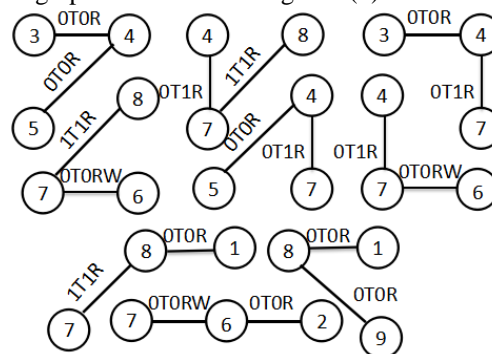 0T0R 0T0R
3 4 4 8 3 4
0T0R 1T1R
8 0T1R 4 4 0T1R
5 1T1R 7 0T0R 7
0T1R 0T1R
0T0RW 0T0RW
7 6 5 7 7 6
0T0R 0T0R
8 1 8 1
1T1R 0T0RW 0T0R 0T0R
7 7 6 2 9